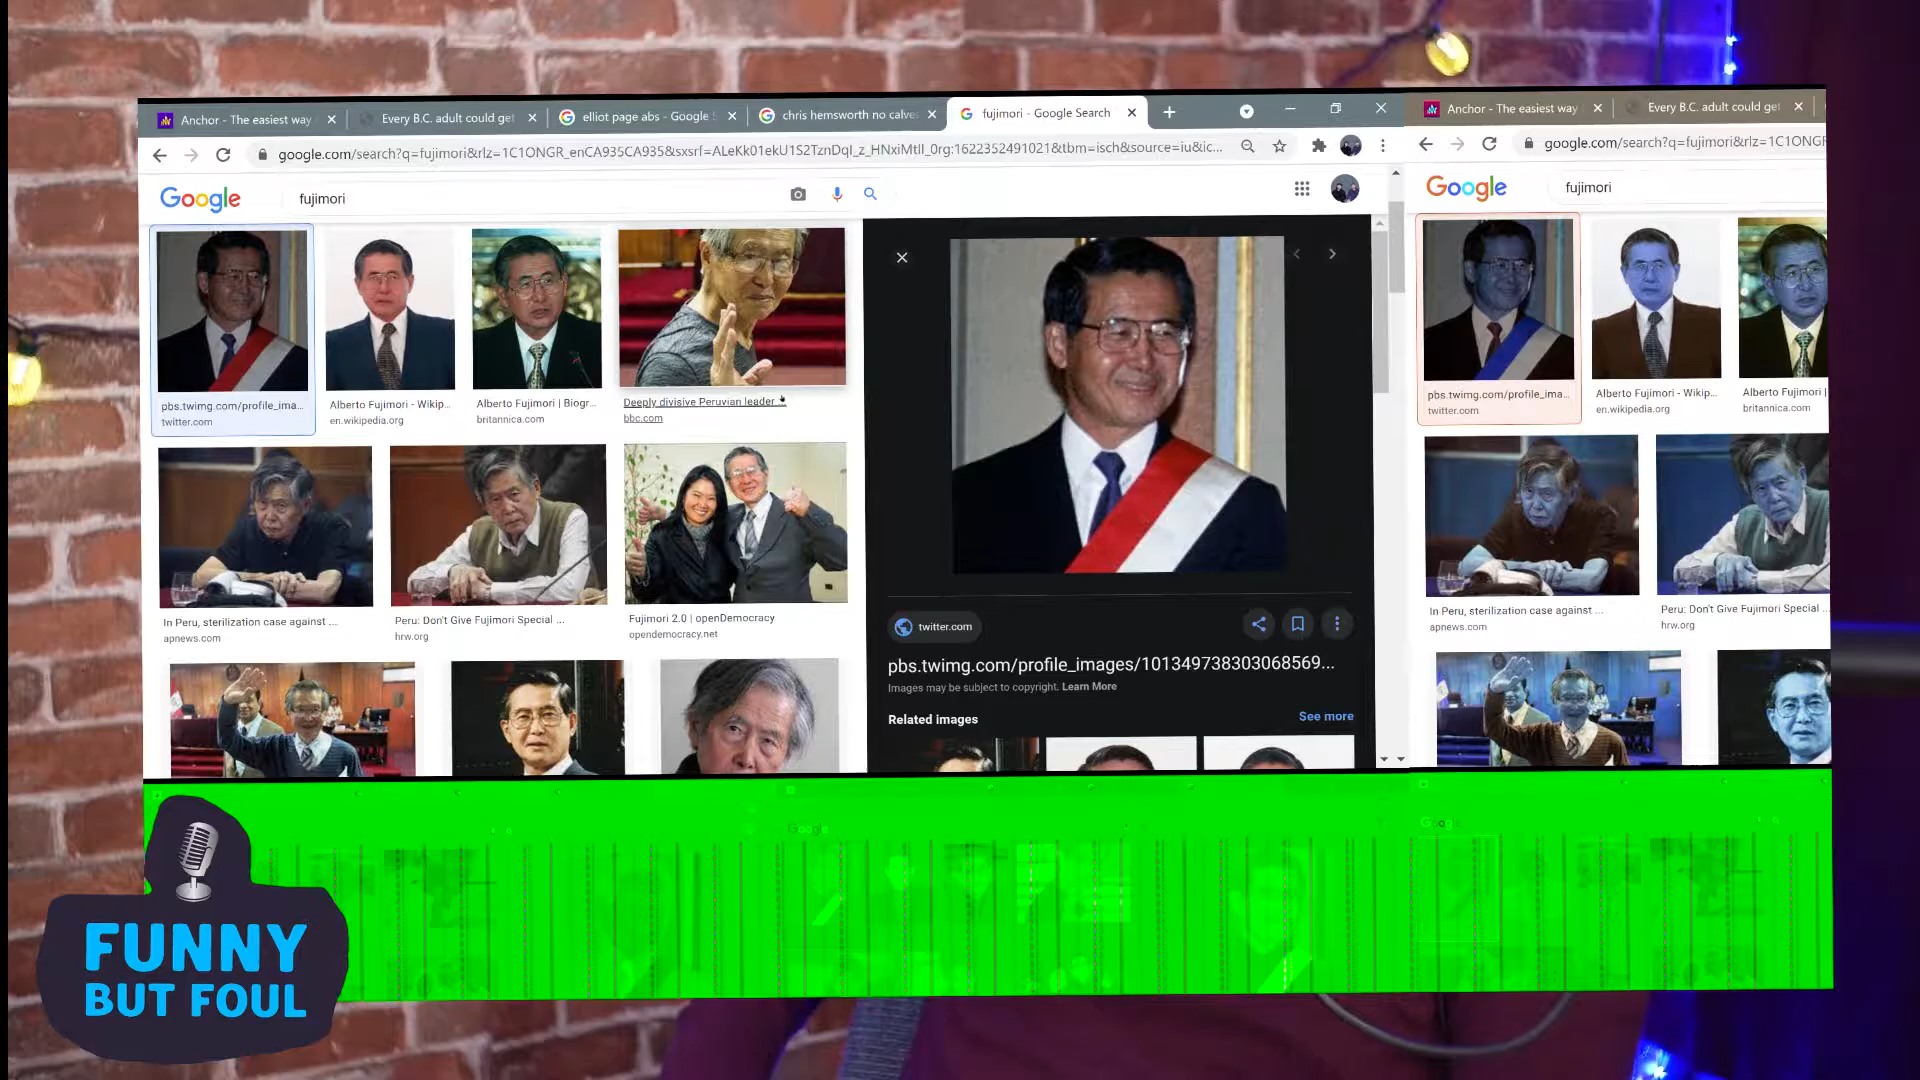 Anchor - The easiest way
Every B.C. adult could get
elliot page abs - Google S
chris hemsworth no calves
fujimori - Google Search
Anchor - The easiest way
Every B.C. adult could get
google.com/search?q=fujimori&rlz=1C1ONGR_enCA935CA935&sxsrf=ALeKk01ekU1S2TznDqI_z_HNxiMtiI_0rg:1622352491021&tbm=isch&source=iu&ic...
google.com/search?q=fujimori&rlz=1C1ONGR
Google
fujimori
Google
fujimori
pbs.twimg.com/profile_ima...
twitter.com
Alberto Fujimori - Wikip...
en.wikipedia.org
Alberto Fujimori | Biogr...
britannica.com
Deeply divisive Peruvian leader ...
bbc.com
In Peru, sterilization case against ...
apnews.com
Peru: Don't Give Fujimori Special ...
hrw.org
Fujimori 2.0 | openDemocracy
opendemocracy.net
twitter.com
pbs.twimg.com/profile_images/101349738303068569...
Images may be subject to copyright. Learn More
Related images
See more
pbs.twimg.com/profile_ima...
twitter.com
Alberto Fujimori - Wikip...
en.wikipedia.org
Alberto Fujimori |
britannica.com
In Peru, sterilization case against ...
apnews.com
Peru: Don't Give Fujimori Special ...
hrw.org
Google
Google
FUNNY
BUT FOUL